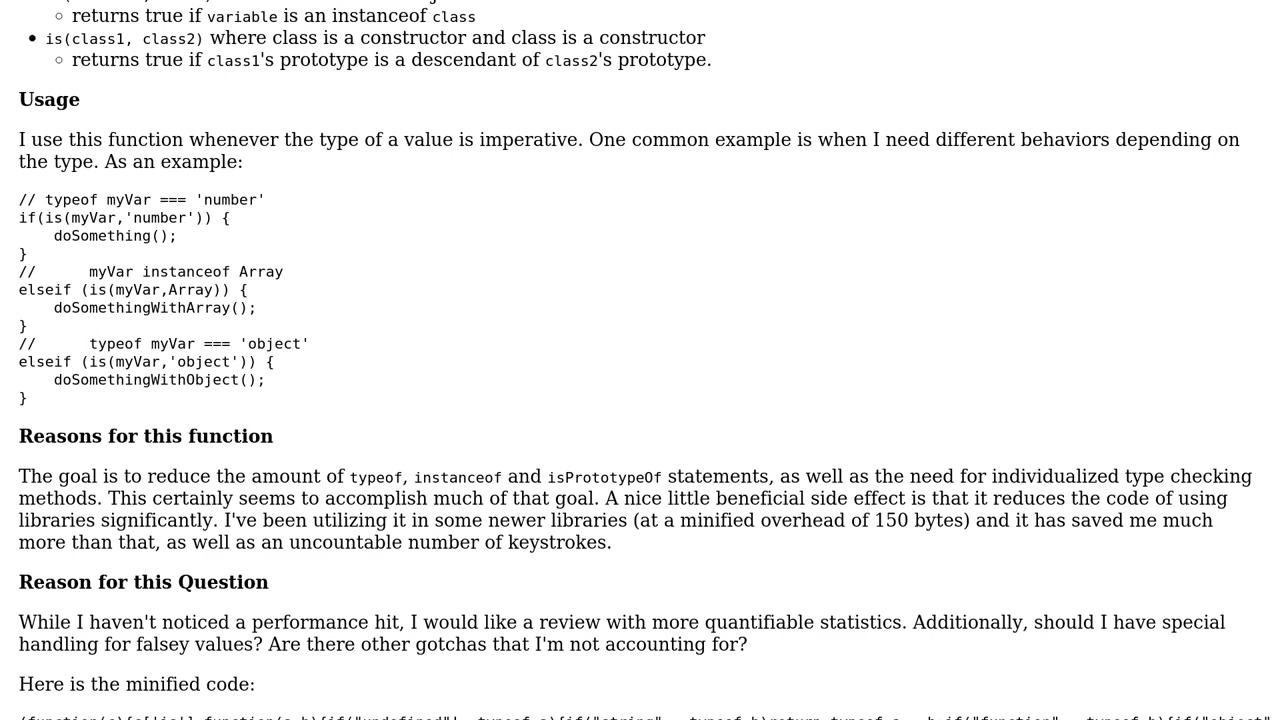 returns true if variable is an instanceof class
is(class1, class2) where class is a constructor and class is a constructor
returns true if class1's prototype is a descendant of class2's prototype.
Usage
I use this function whenever the type of a value is imperative. One common example is when I need different behaviors depending on
the type. As an example:
// typeof myVar === 'number'
if(is(myVar,'number')) {
    doSomething();
}
//      myVar instanceof Array
elseif (is(myVar,Array)) {
    doSomethingWithArray();
}
//      typeof myVar === 'object'
elseif (is(myVar,'object')) {
    doSomethingWithObject();
}
Reasons for this function
The goal is to reduce the amount of typeof, instanceof and isPrototypeOf statements, as well as the need for individualized type checking
methods. This certainly seems to accomplish much of that goal. A nice little beneficial side effect is that it reduces the code of using
libraries significantly. I've been utilizing it in some newer libraries (at a minified overhead of 150 bytes) and it has saved me much
more than that, as well as an uncountable number of keystrokes.
Reason for this Question
While I haven't noticed a performance hit, I would like a review with more quantifiable statistics. Additionally, should I have special
handling for falsey values? Are there other gotchas that I'm not accounting for?
Here is the minified code: